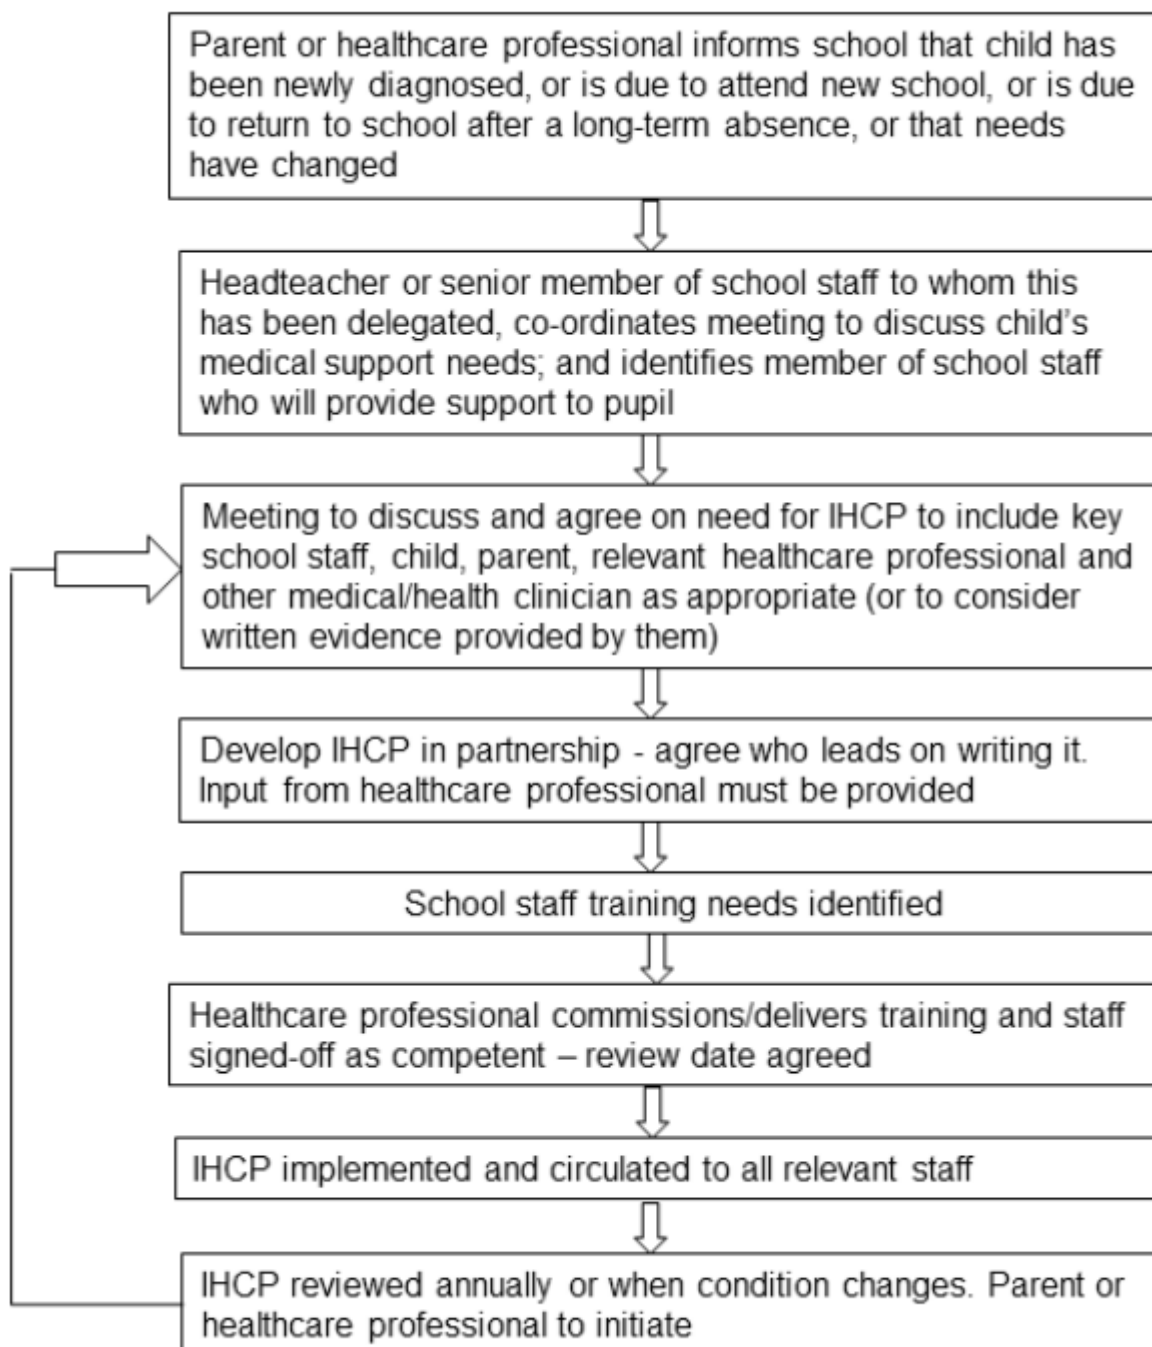 Parent or healthcare professional informs school that child has
been newly diagnosed, or is due to attend new school, or is due
to return to school after a long-term absence, or that needs
have changed
Headteacher or senior member of school staff to whom this
has been delegated, co-ordinates meeting to discuss child's
medical support needs; and identifies member of school staff
who will provide support to pupil
Meeting to discuss and agree on need for IHCP to include key
school staff, child, parent, relevant healthcare professional and
other medical/health clinician as appropriate (or to consider
written evidence provided by them)
Develop IHCP in partnership - agree who leads on writing it.
Input from healthcare professional must be provided
School staff training needs identified
Healthcare professional commissions/delivers training and staff
signed-off as competent – review date agreed
IHCP implemented and circulated to all relevant staff
IHCP reviewed annually or when condition changes. Parent or
healthcare professional to initiate